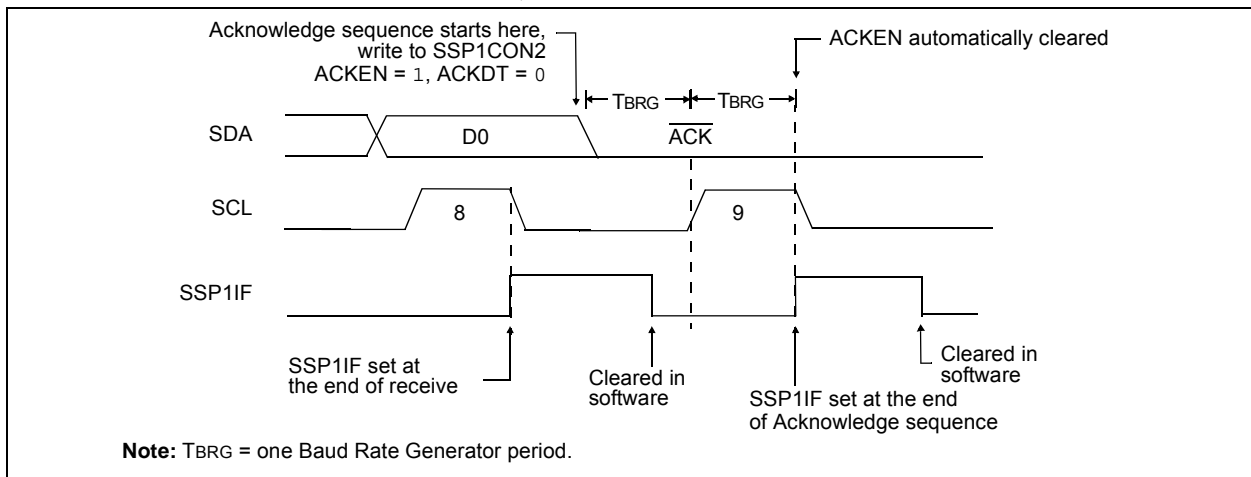 Acknowledge sequence starts here,
write to SSP1CON2
ACKEN = 1, ACKDT = 0
ACKEN automatically cleared
TBRG
TBRG
SDA
D0
ACK
SCL
8
9
SSP1IF
SSP1IF set at
the end of receive
Cleared in
software
SSP1IF set at the end
of Acknowledge sequence
Cleared in
software
Note: TBRG = one Baud Rate Generator period.